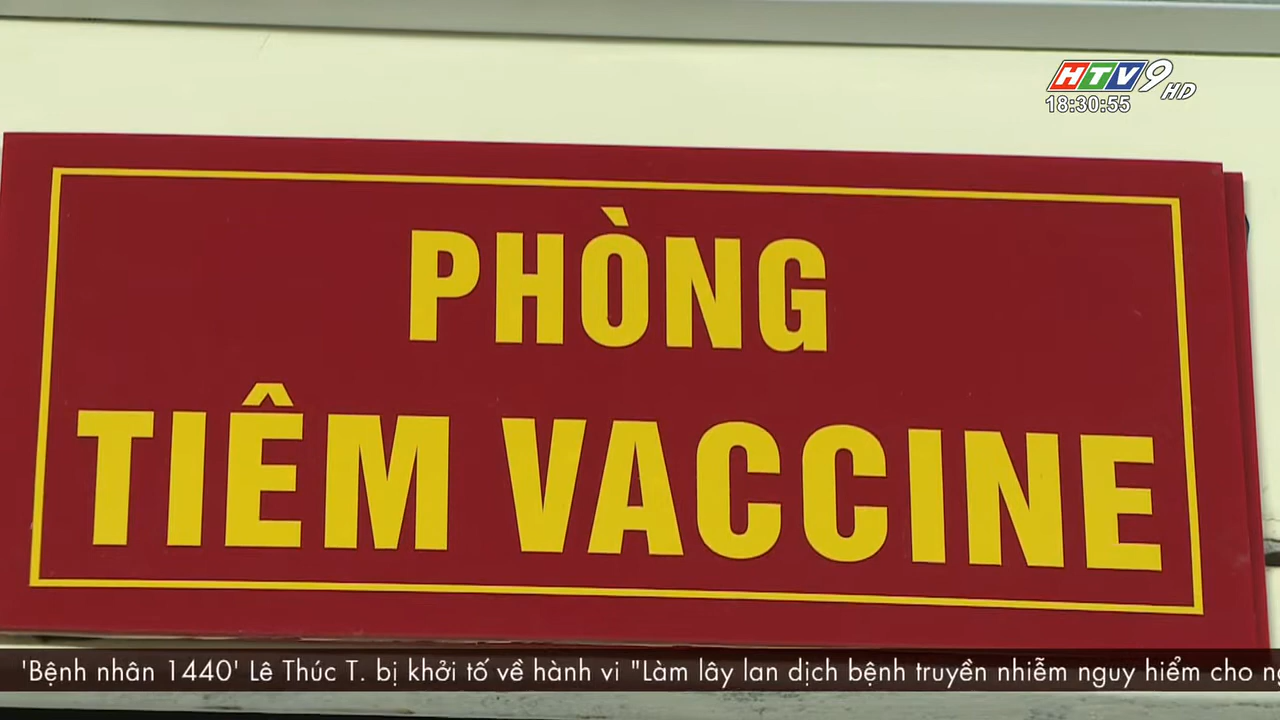 HTV9 HD
18:30:55
PHÒNG
TIÊM VACCINE
'Bệnh nhân 1440' Lê Thúc T. bị khởi tố về hành vi "Làm lây lan dịch bệnh truyền nhiễm nguy hiểm cho